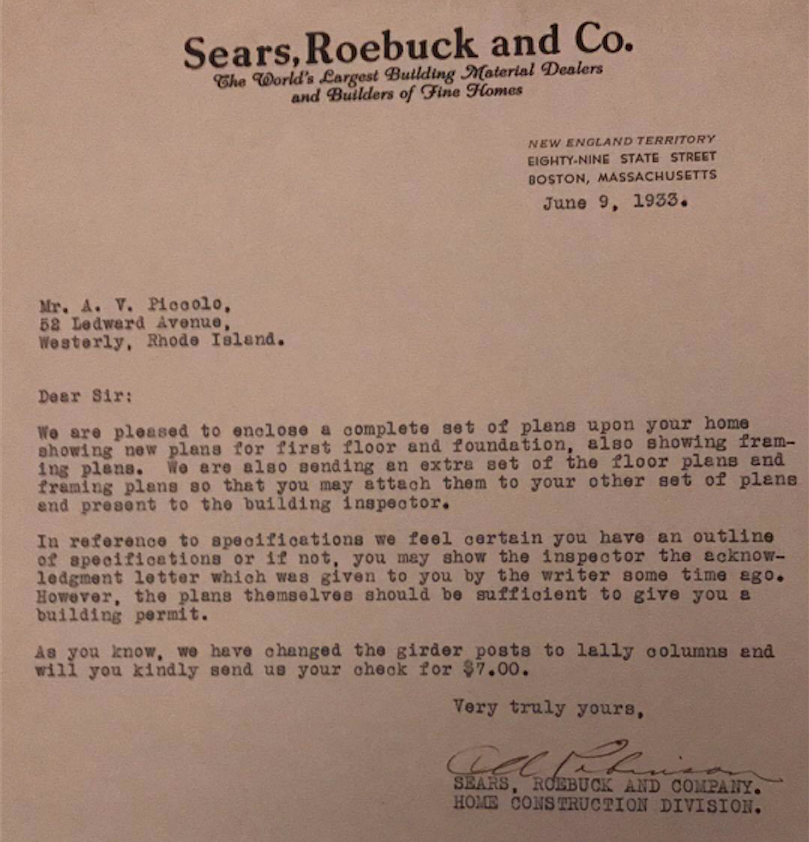 Sears, Roebuck and Co.
The World's Largest Building Material Dealers
and Builders of Fine Homes
NEW ENGLAND TERRITORY
EIGHTY-NINE STATE STREET
BOSTON, MASSACHUSETTS
June 9, 1933.
Mr. A. V. Piccolo,
52 Ledward Avenue,
Westerly, Rhode Island.
Dear Sir:
We are pleased to enclose a complete set of plans upon your home
showing new plans for first floor and foundation, also showing fram-
ing plans. We are also sending an extra set of the floor plans and
framing plans so that you may attach them to your other set of plans
and present to the building inspector.
In reference to specifications we feel certain you have an outline
of specifications or if not, you may show the inspector the acknow-
ledgment letter which was given to you by the writer some time ago.
However, the plans themselves should be sufficient to give you a
building permit.
As you know, we have changed the girder posts to lally columns and
will you kindly send us your check for $7.00.
Very truly yours,
Robinson
SEARS, ROEBUCK AND COMPANY.
HOME CONSTRUCTION DIVISION.